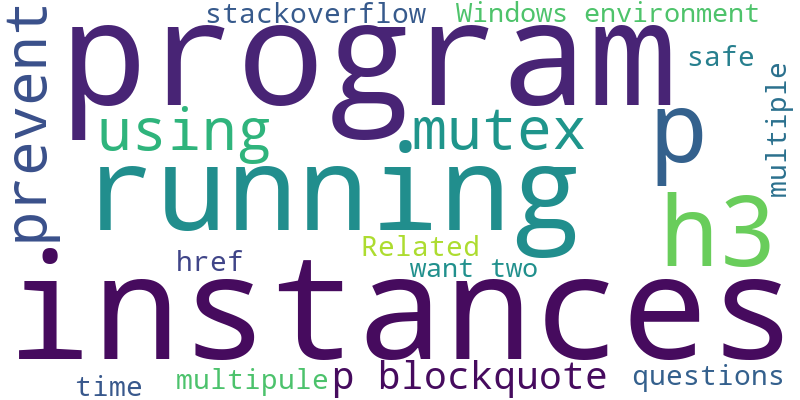 stackoverflow
Windows environment
program
safe
prevent
multiple
using
mutex
p
running
h3
Related
href
want two
instances
time
multipule
p blockquote
questions